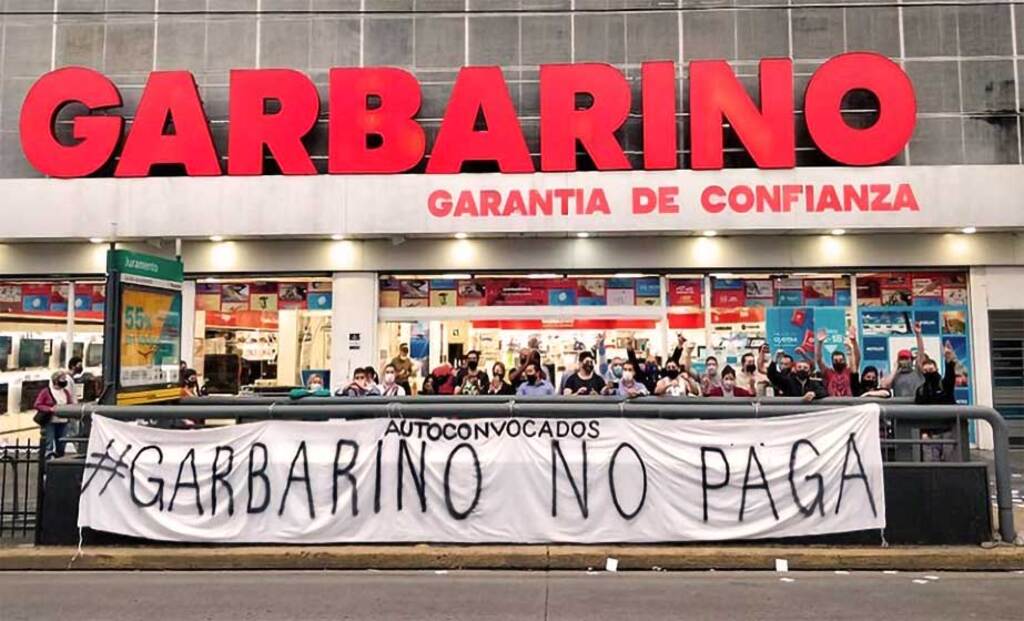 GARBARINO
GARANTIA DE CONFIANZA
Juramento
55%
AUTOCONVOCADOS
#GARBARINO NO PAGA